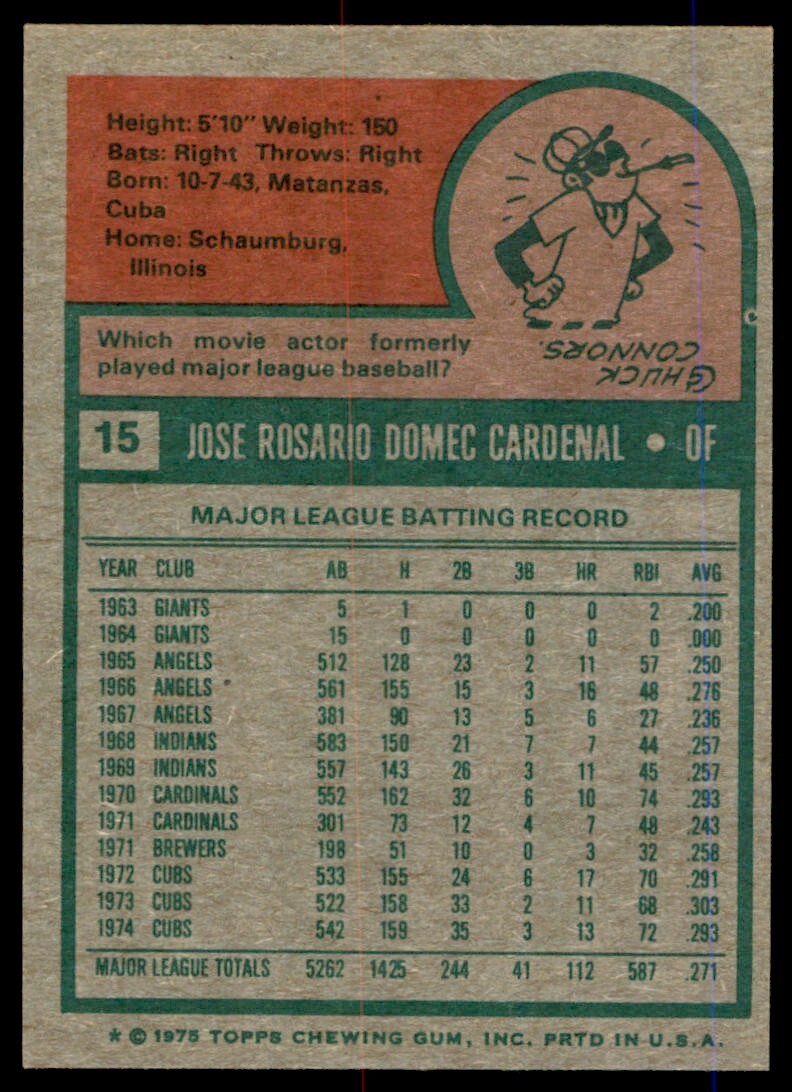 Height: 5'10" Weight: 150
Bats: Right Throws: Right
Born: 10-7-43, Matanzas,
Cuba
Home: Schaumburg,
Illinois
Which movie actor formerly
played major league baseball?
CHUCK
CONNORS.
15 JOSE ROSARIO DOMEC CARDENAL • OF
MAJOR LEAGUE BATTING RECORD
YEAR CLUB AB H 2B 3B HR RBI AVG
1963 GIANTS 5 1 0 0 0 2 .200
1964 GIANTS 15 0 0 0 0 0 .000
1965 ANGELS 512 128 23 2 11 57 .250
1966 ANGELS 561 155 15 3 16 48 .276
1967 ANGELS 381 90 13 5 6 27 .236
1968 INDIANS 583 150 21 7 7 44 .257
1969 INDIANS 557 143 26 3 11 45 .257
1970 CARDINALS 552 162 32 6 10 74 .293
1971 CARDINALS 301 73 12 4 7 48 .243
1971 BREWERS 198 51 10 0 3 32 .258
1972 CUBS 533 155 24 6 17 70 .291
1973 CUBS 522 158 33 2 11 68 .303
1974 CUBS 542 159 35 3 13 72 .293
MAJOR LEAGUE TOTALS 5262 1425 244 41 112 587 .271
* © 1975 TOPPS CHEWING GUM, INC. PRTD IN U.S.A.